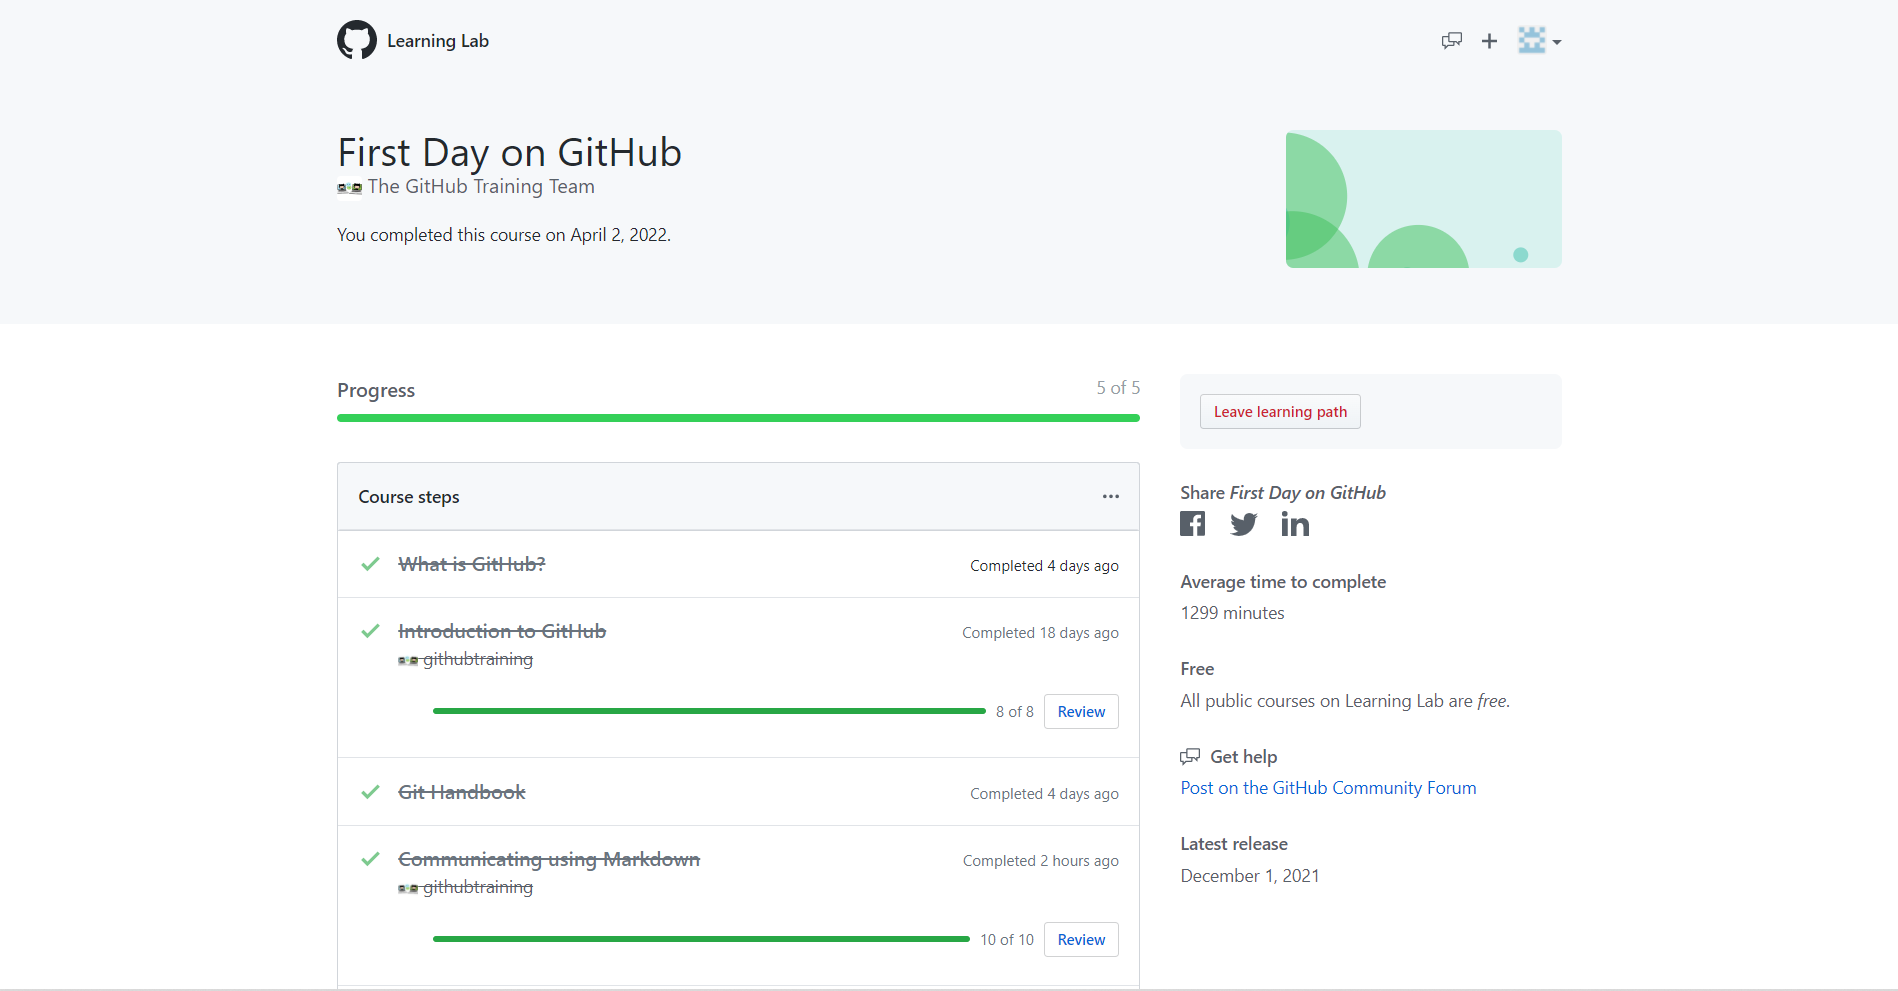 Learning Lab
First Day on GitHub
The GitHub Training Team
You completed this course on April 2, 2022.
Progress
5 of 5
Course steps
What is GitHub?
Completed 4 days ago
Introduction to GitHub
Completed 18 days ago
githubtraining
8 of 8
Review
Git Handbook
Completed 4 days ago
Communicating using Markdown
Completed 2 hours ago
githubtraining
10 of 10
Review
Leave learning path
Share First Day on GitHub
Average time to complete
1299 minutes
Free
All public courses on Learning Lab are free.
Get help
Post on the GitHub Community Forum
Latest release
December 1, 2021